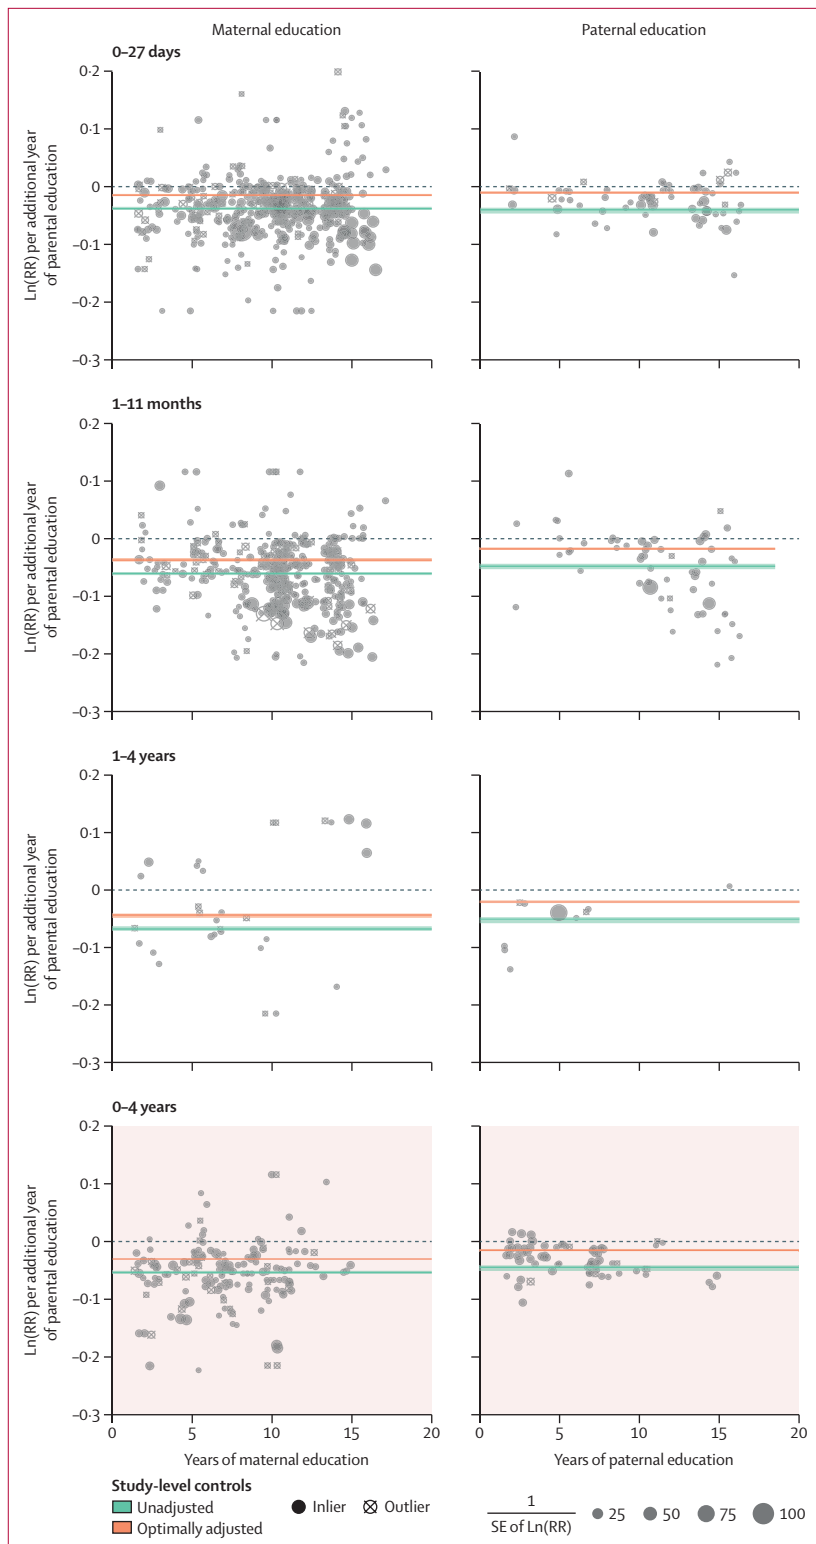 Maternal education
Paternal education
0–27 days
0·2
0·1
0
–0·1
–0·2
–0·3
Ln(RR) per additional year
of parental education
1–11 months
0·2
0·1
0
–0·1
–0·2
–0·3
Ln(RR) per additional year
of parental education
1–4 years
0·2
0·1
0
–0·1
–0·2
–0·3
Ln(RR) per additional year
of parental education
0–4 years
0·2
0·1
0
–0·1
–0·2
–0·3
Ln(RR) per additional year
of parental education
0 5 10 15 20
0 5 10 15 20
Years of maternal education
Years of paternal education
Study-level controls
Unadjusted
Optimally adjusted
Inlier
Outlier
1
SE of Ln(RR)
25 50 75 100